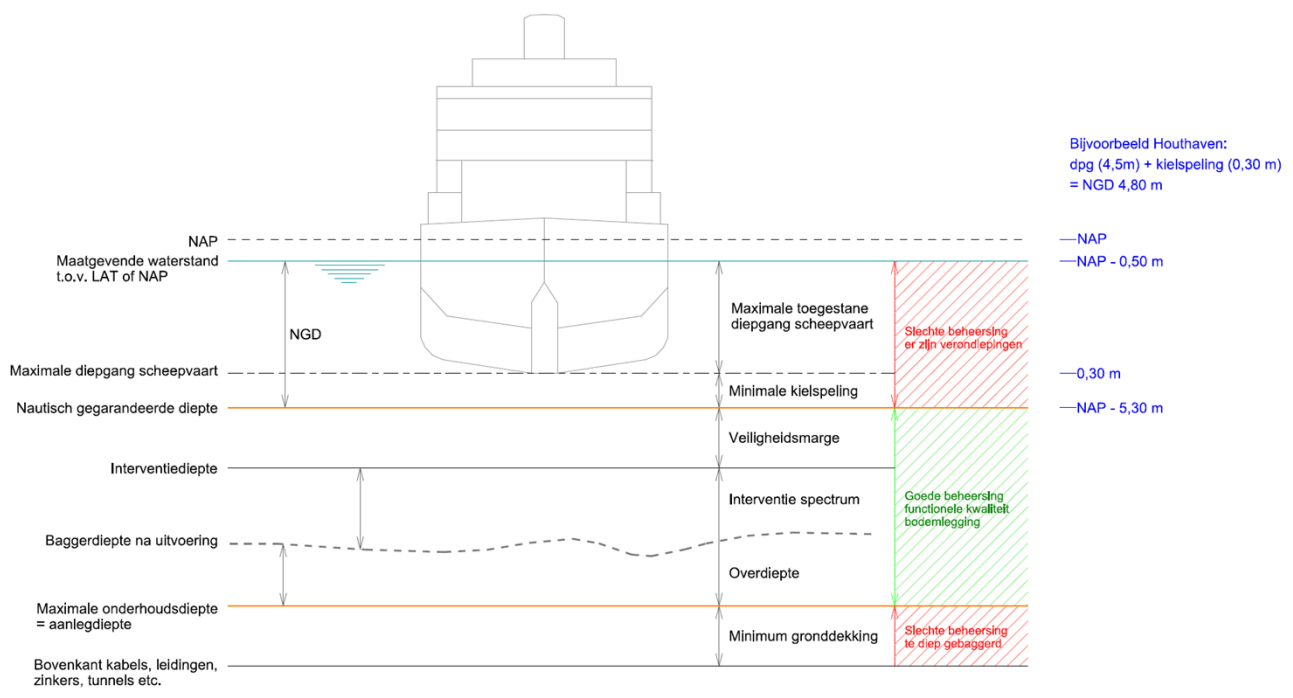 Bijvoorbeeld Houthaven:
dpg (4,5m) + kielspeling (0,30 m)
= NGD 4,80 m
NAP
NAP
Maatgevende waterstand
t.o.v. LAT of NAP
NAP - 0,50 m
NGD
Maximale toegestane
diepgang scheepvaart
Slechte beheersing
er zijn verondiepingen
Maximale diepgang scheepvaart
0,30 m
Minimale kielspeling
Nautisch gegarandeerde diepte
NAP - 5,30 m
Veiligheidsmarge
Interventiediepte
Interventie spectrum
Goede beheersing
functionele kwaliteit
bodemlegging
Baggerdiepte na uitvoering
Overdiepte
Maximale onderhoudsdiepte
= aanlegdiepte
Minimum gronddekking
Slechte beheersing
te diep gebaggerd
Bovenkant kabels, leidingen,
zinkers, tunnels etc.